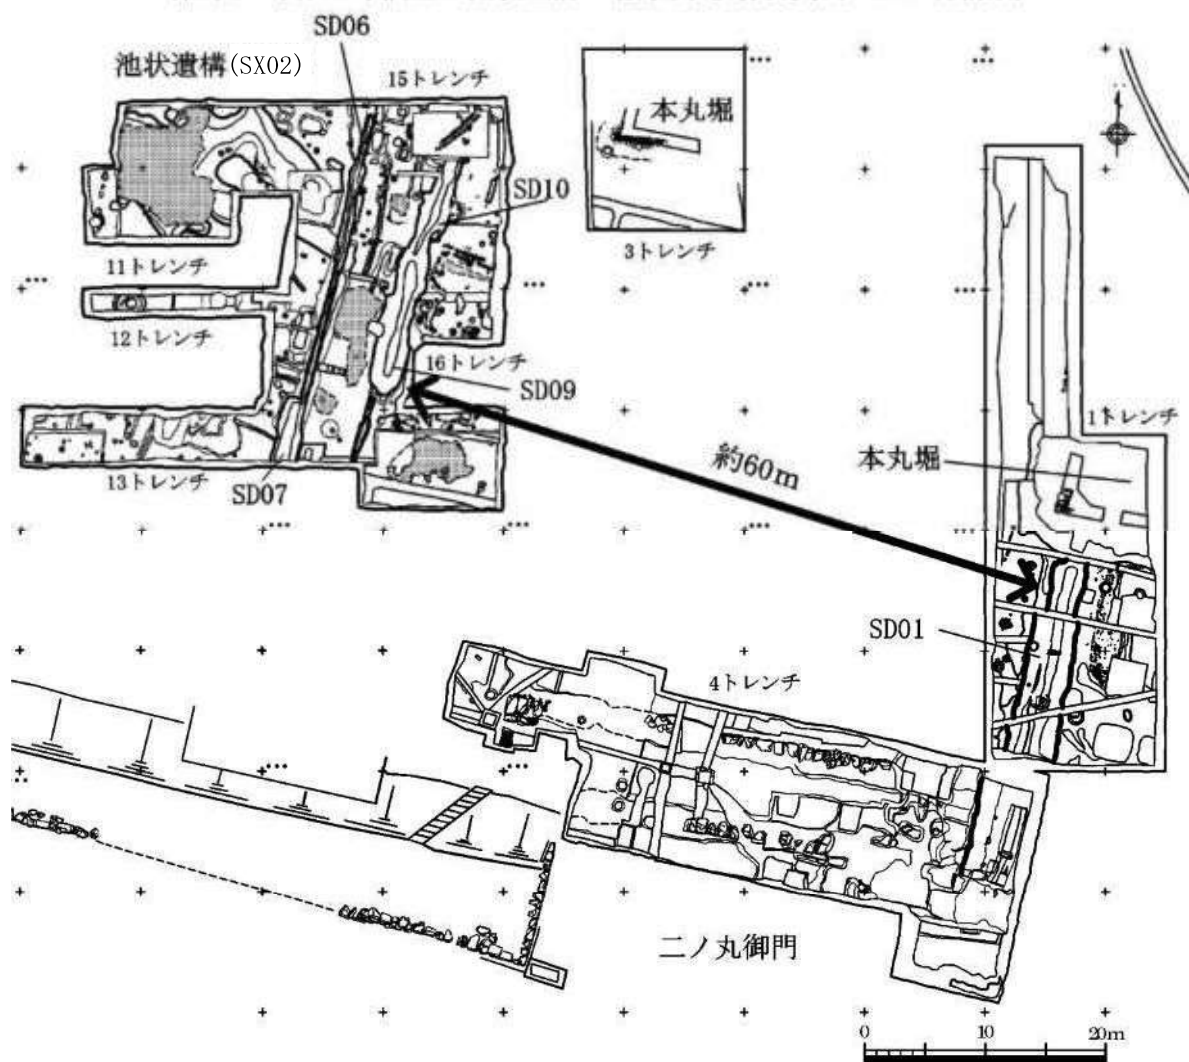 SD06
池状遺構(SX02)
15トレンチ
本丸堀
SD10
3トレンチ
11トレンチ
12トレンチ
16トレンチ
SD09
1トレンチ
約60m
本丸堀
13トレンチ
SD07
SD01
4トレンチ
二ノ丸御門
0 10 20m